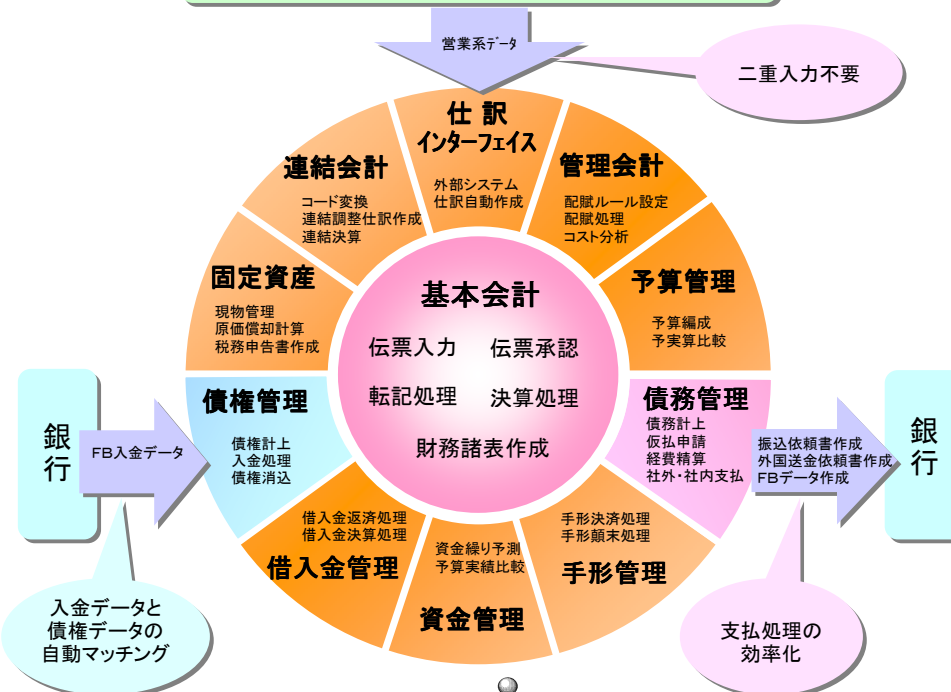 営業系ﾃﾞｰﾀ
二重入力不要
仕 訳
インターフェイス
外部システム
仕訳自動作成
連結会計
コード変換
連結調整仕訳作成
連結決算
管理会計
配賦ルール設定
配賦処理
コスト分析
固定資産
現物管理
原価償却計算
税務申告書作成
予算管理
予算編成
予実算比較
基本会計
伝票入力 伝票承認
転記処理 決算処理
財務諸表作成
銀行
FB入金データ
債権管理
債権計上
入金処理
債権消込
債務管理
債務計上
仮払申請
経費精算
社外・社内支払
振込依頼書作成
外国送金依頼書作成
FBデータ作成
銀行
借入金返済処理
借入金決算処理
借入金管理
資金繰り予測
予算実績比較
資金管理
手形決済処理
手形顛末処理
手形管理
入金データと
債権データの
自動マッチング
支払処理の
効率化